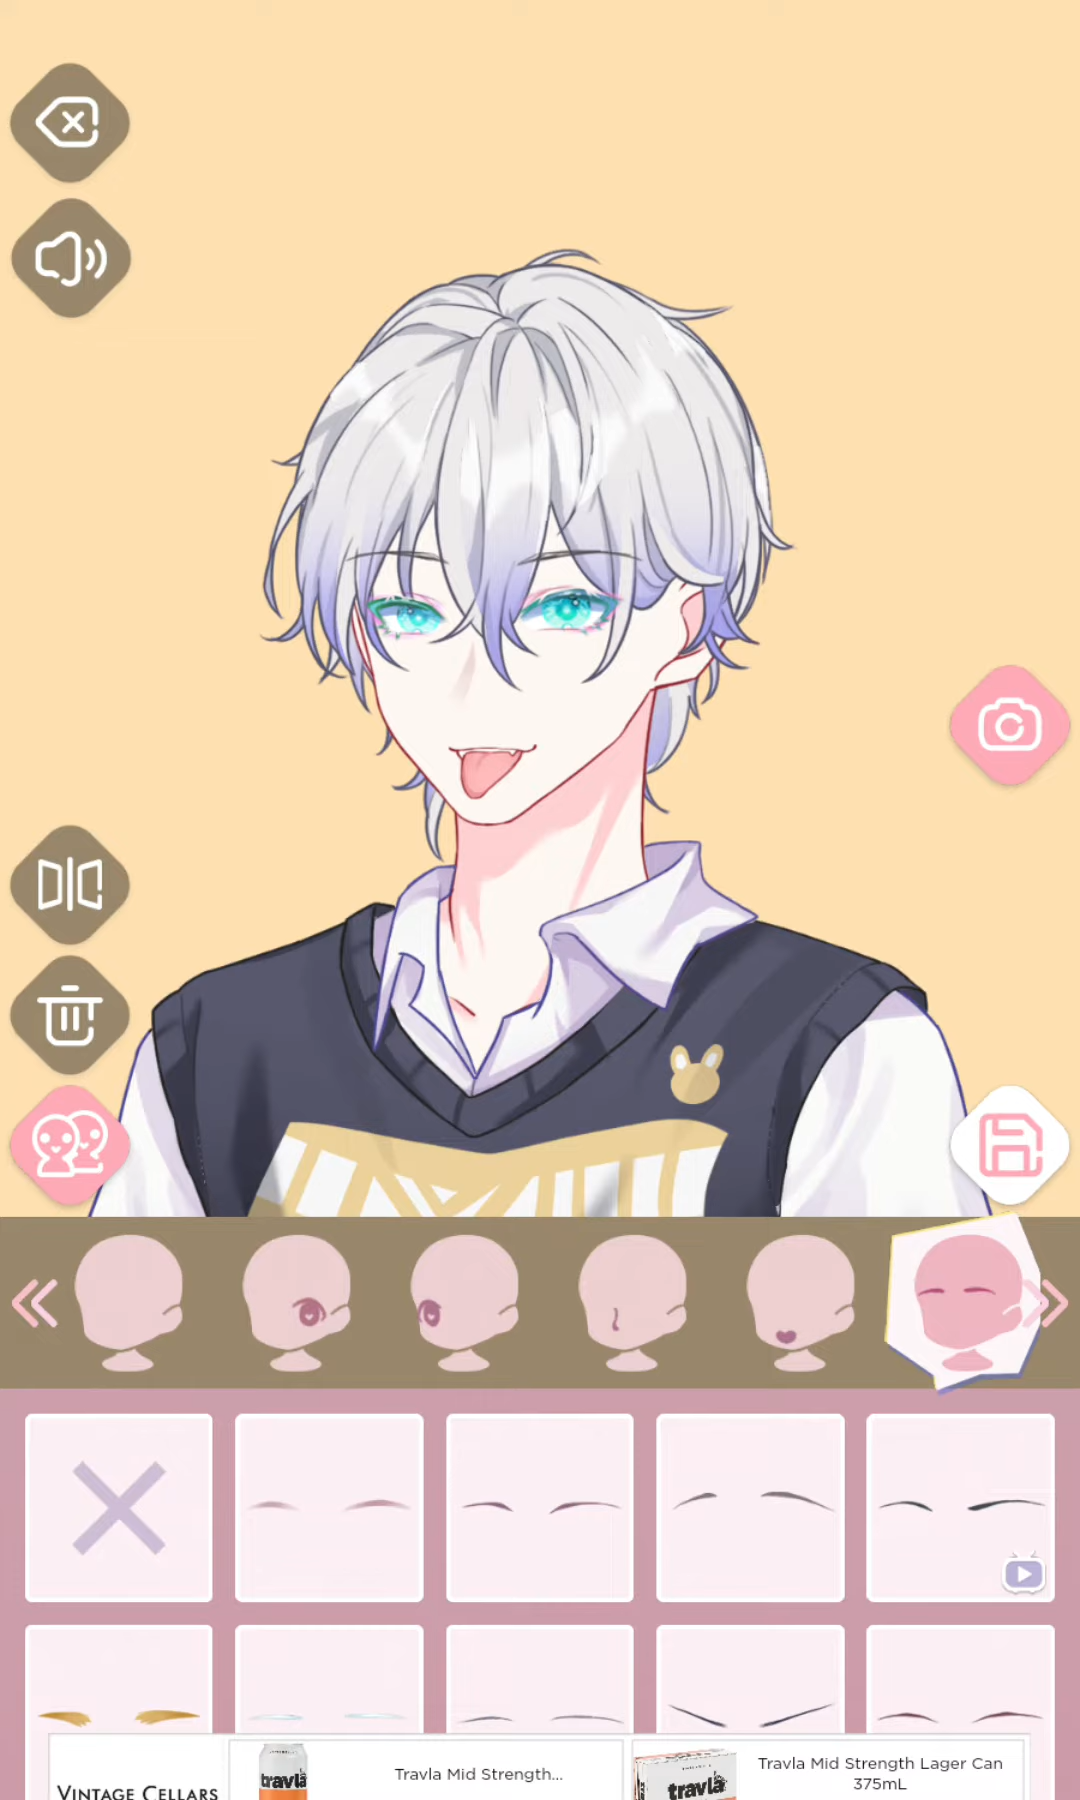 VINTAGE CELLARS
travla
Travla Mid Strength...
travla
Travla Mid Strength Lager Can
375mL